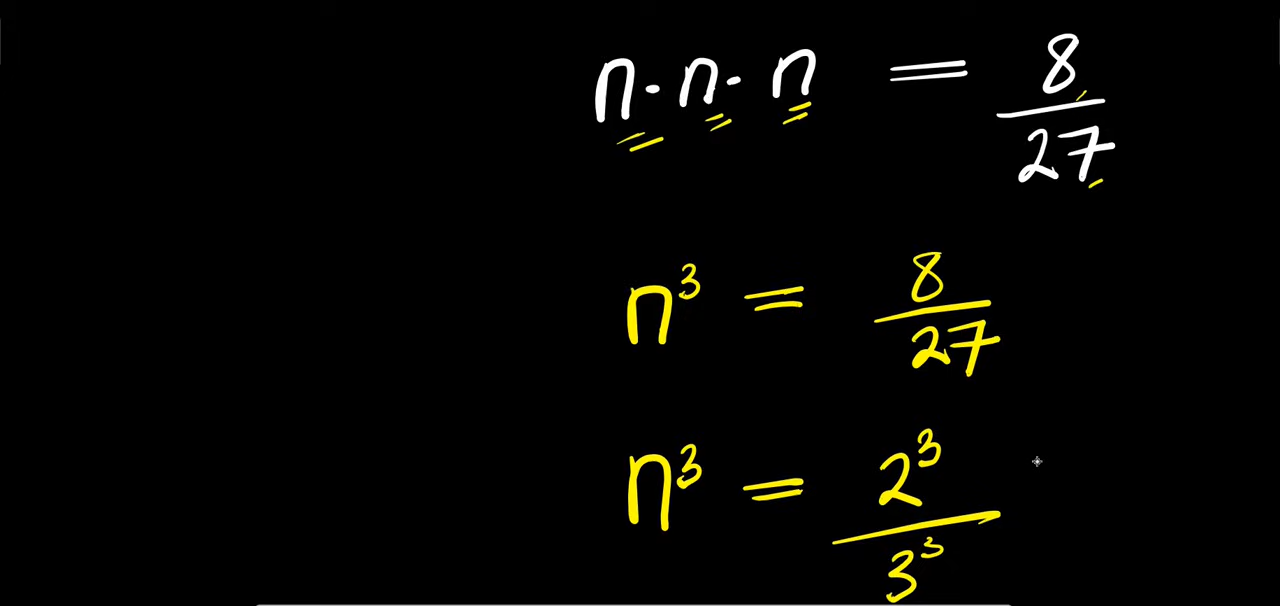 n · n · n = 8/27
n³ = 8/27
n³ = 2³/3³